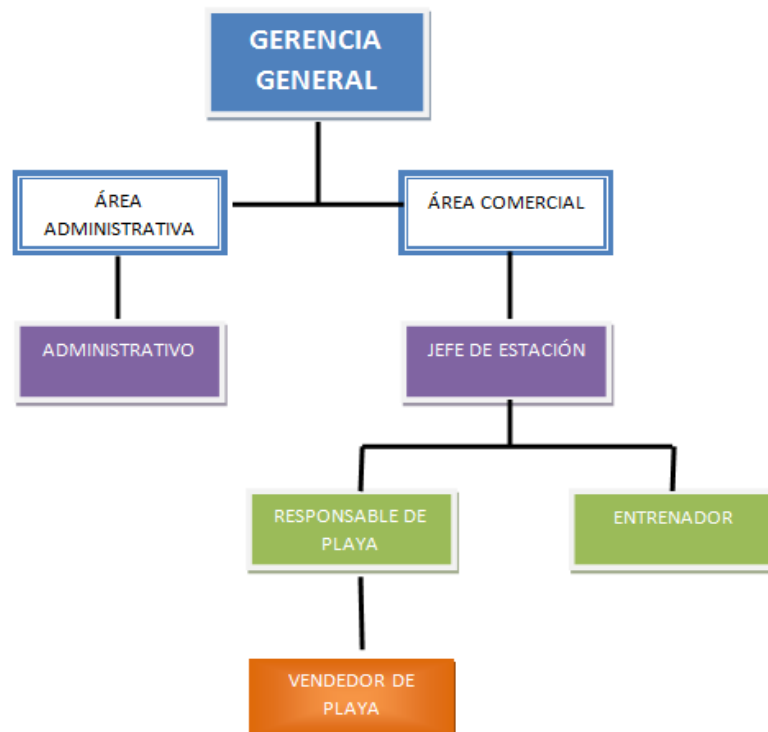 GERENCIA
GENERAL
ÁREA
ADMINISTRATIVA
ÁREA COMERCIAL
ADMINISTRATIVO
JEFE DE ESTACIÓN
RESPONSABLE DE
PLAYA
ENTRENADOR
VENDEDOR DE
PLAYA